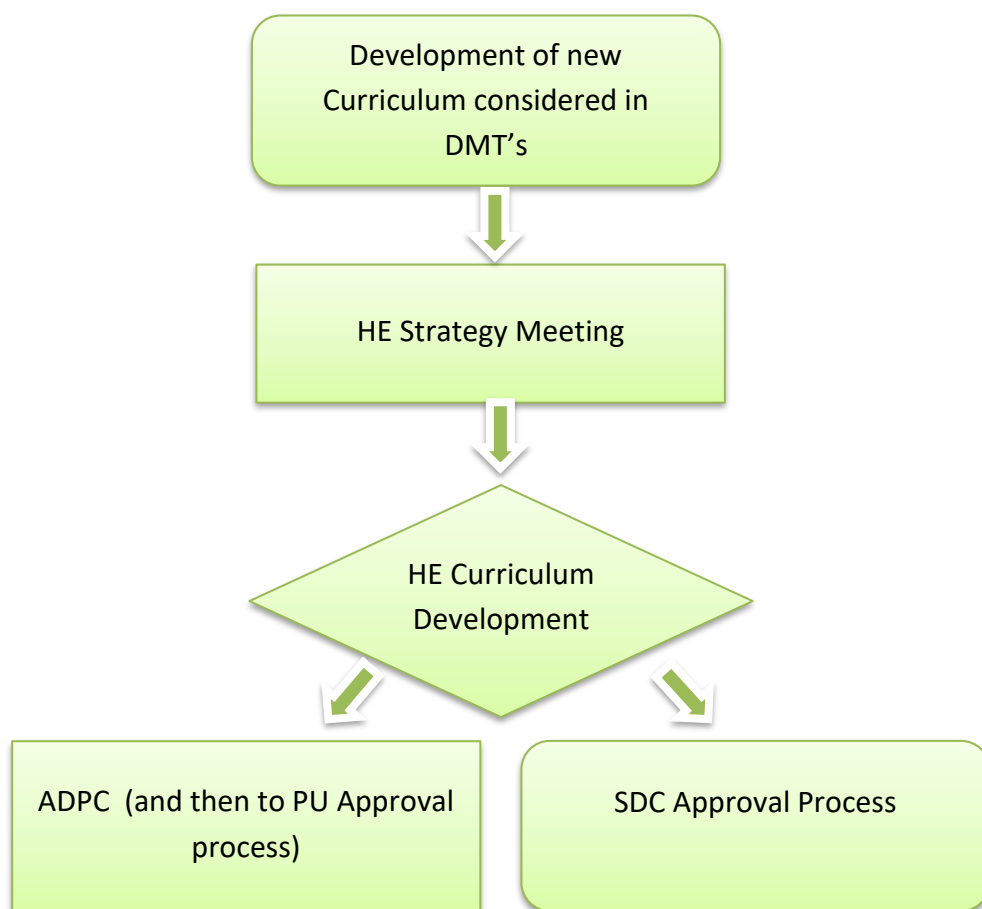 Development of new
Curriculum considered in
DMT’s
HE Strategy Meeting
HE Curriculum
Development
ADPC  (and then to PU Approval
process)
SDC Approval Process